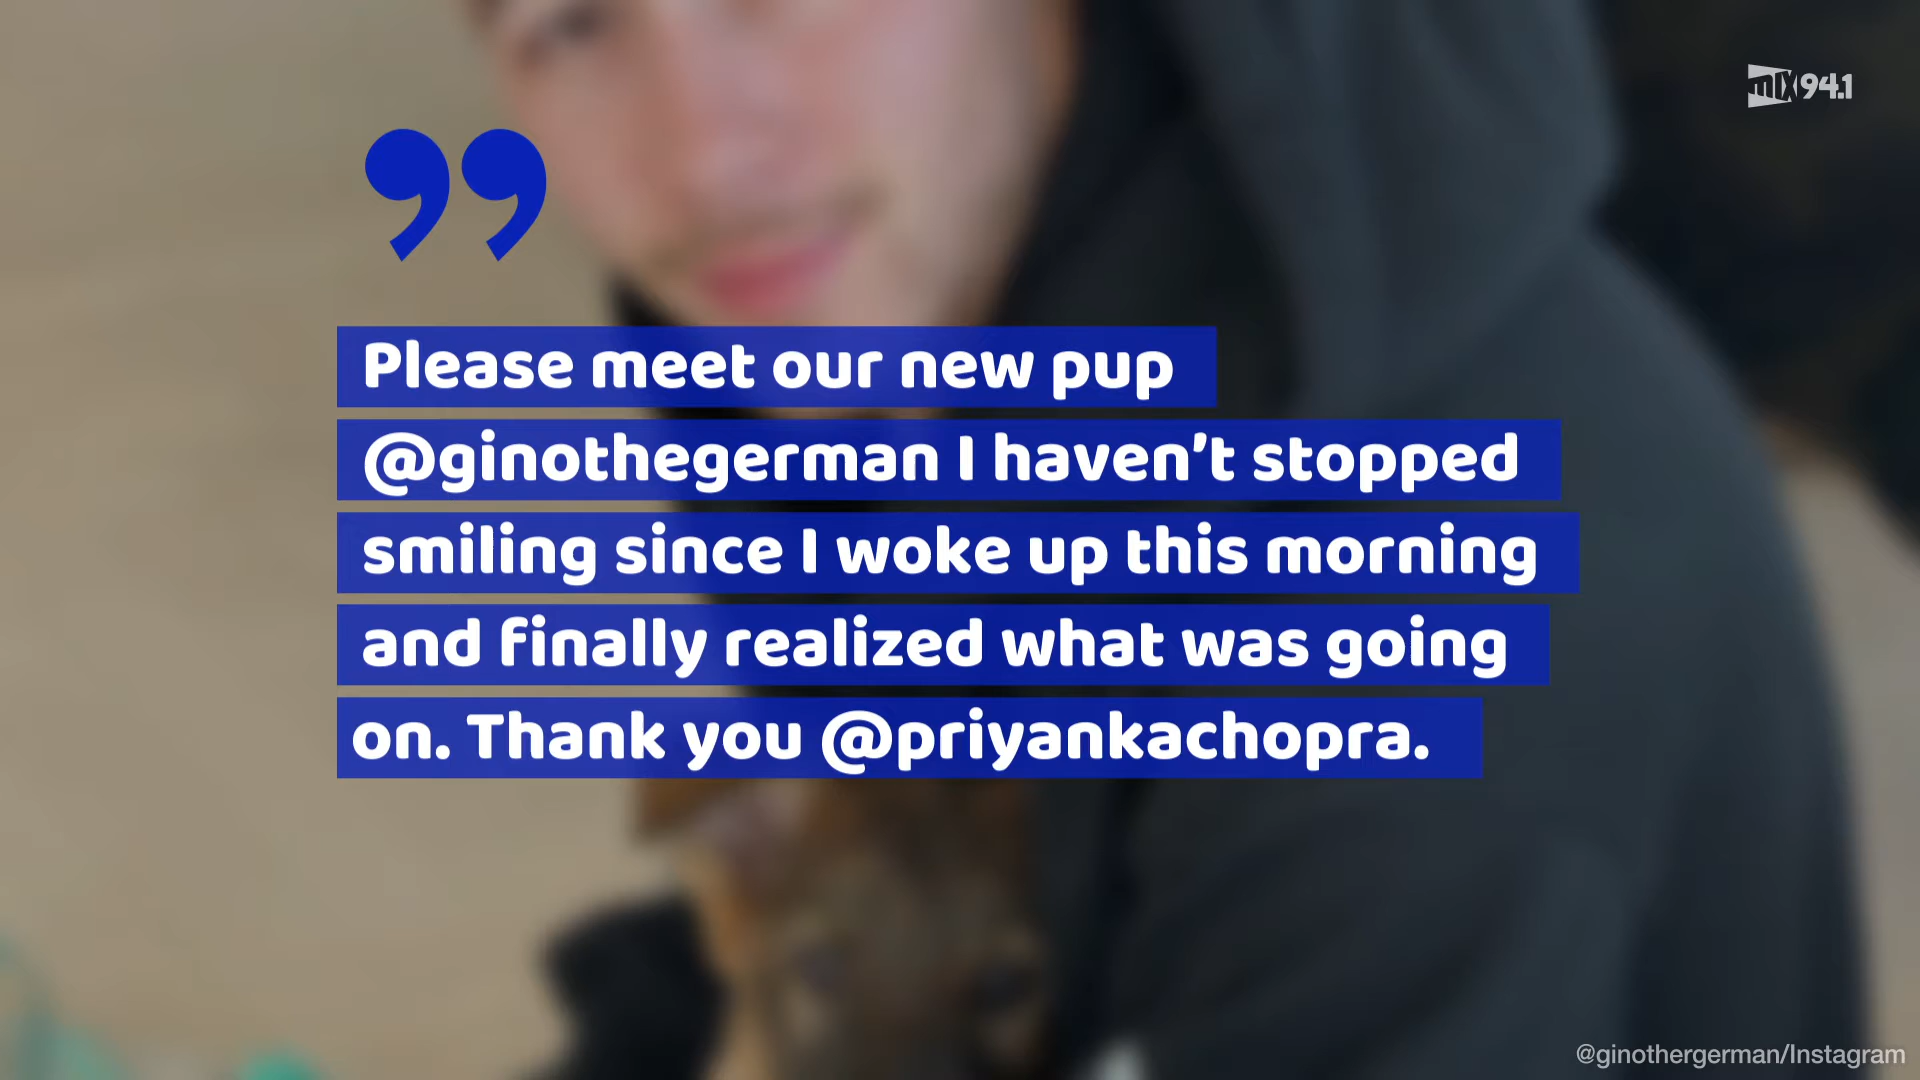 mix 94.1
”
Please meet our new pup
@ginothegerman I haven’t stopped
smiling since I woke up this morning
and finally realized what was going
on. Thank you @priyankachopra.
@ginothergerman/Instagram